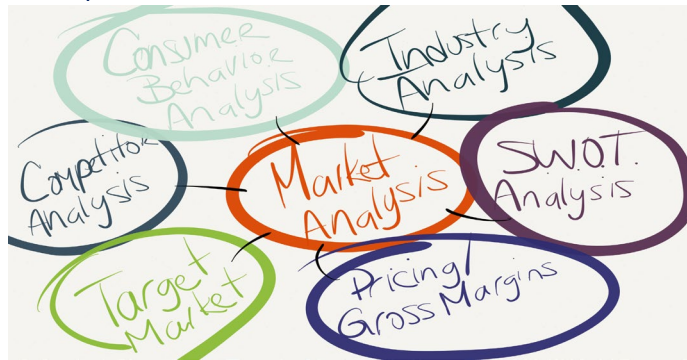 Consumer
Behavior
Analysis
Industry
Analysis
Competitor
Analysis
Market
Analysis
S.W.O.T.
Analysis
Target
Market
Pricing/
Gross Margins